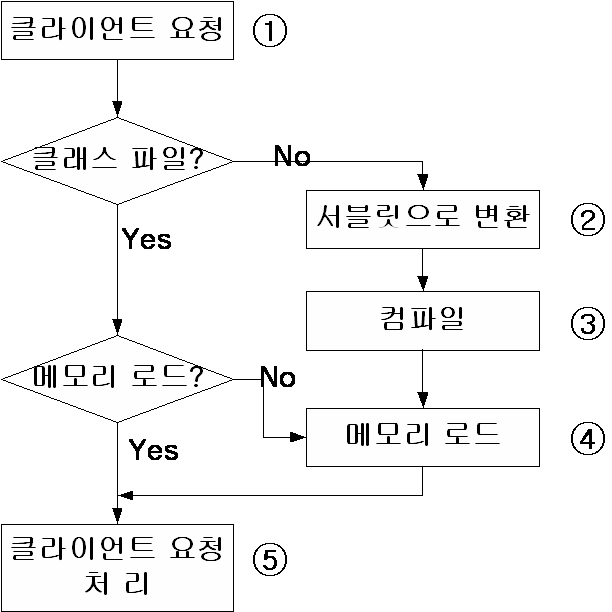 클라이언트 요청 ①
클래스 파일?
No
서블릿으로 변환 ②
Yes
컴파일 ③
메모리 로드?
No
메모리 로드 ④
Yes
클라이언트 요청
처 리 ⑤